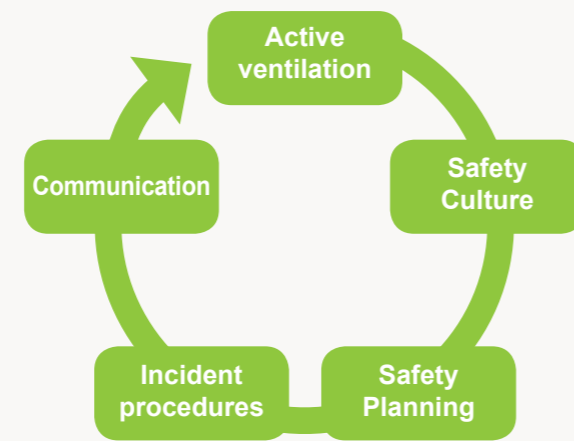 Active
ventilation
Safety
Culture
Safety
Planning
Incident
procedures
Communication